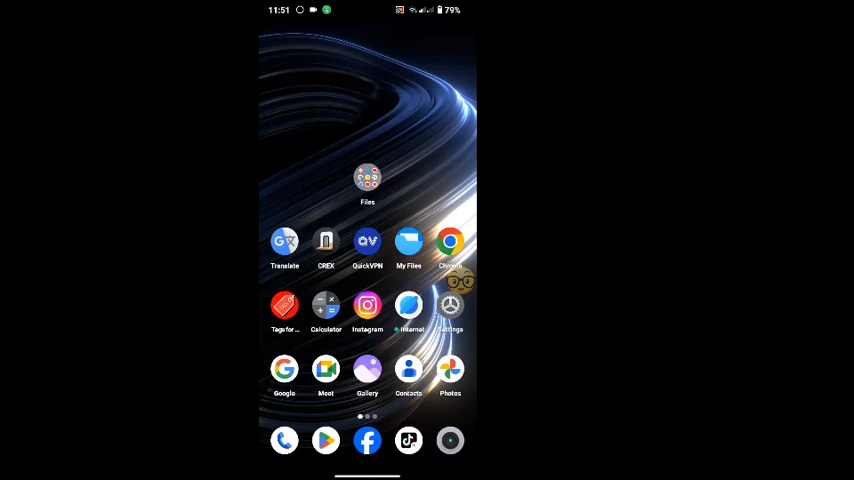 11:51 79%
Files
Translate CREX QuickVPN My Files Chrome
Tags for ... Calculator Instagram Internet Settings
Google Meet Gallery Contacts Photos